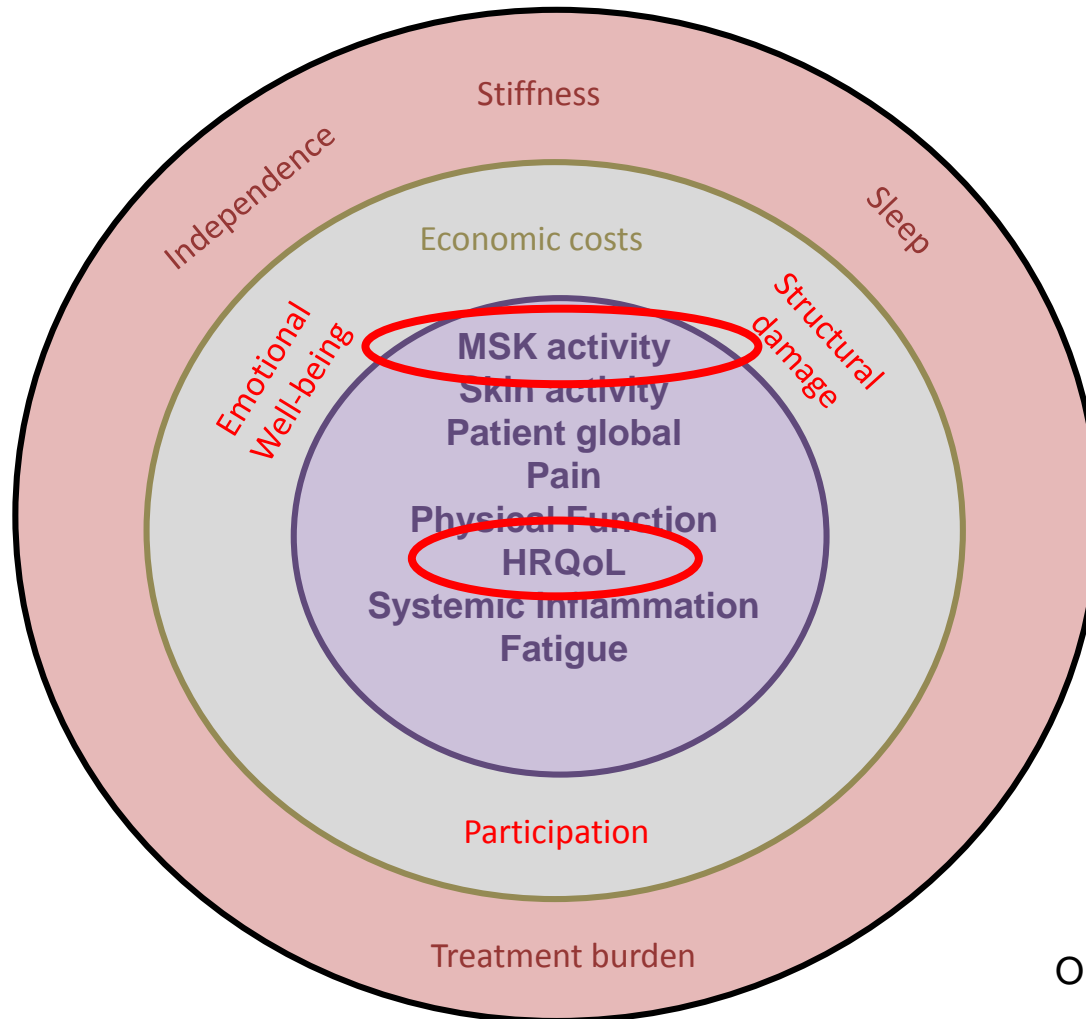 Stiffness
Independence
Sleep
Economic costs
Emotional
Well-being
Structural
damage
MSK activity
Skin activity
Patient global
Pain
Physical Function
HRQoL
Systemic Inflammation
Fatigue
Participation
Treatment burden
O